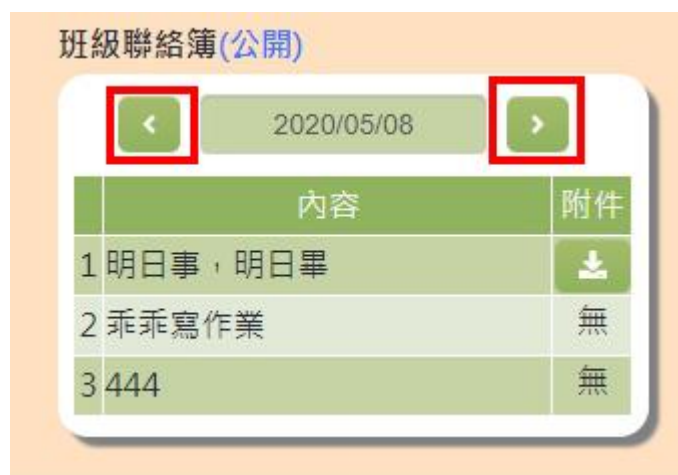 班級聯絡簿(公開)
2020/05/08
內容 附件
1 明日事，明日畢
2 乖乖寫作業 無
3 444 無